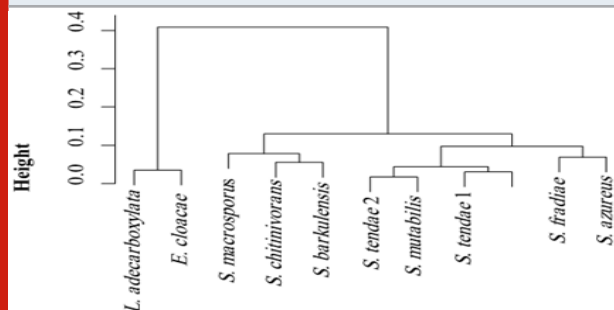 Height
0.0
0.1
0.2
0.3
0.4
L. adecarboxylata
E. cloacae
S. macrosporus
S. chitinivorans
S. barkulensis
S. tendae 2
S. mutabilis
S. tendae 1
S. fradiae
S. azureus